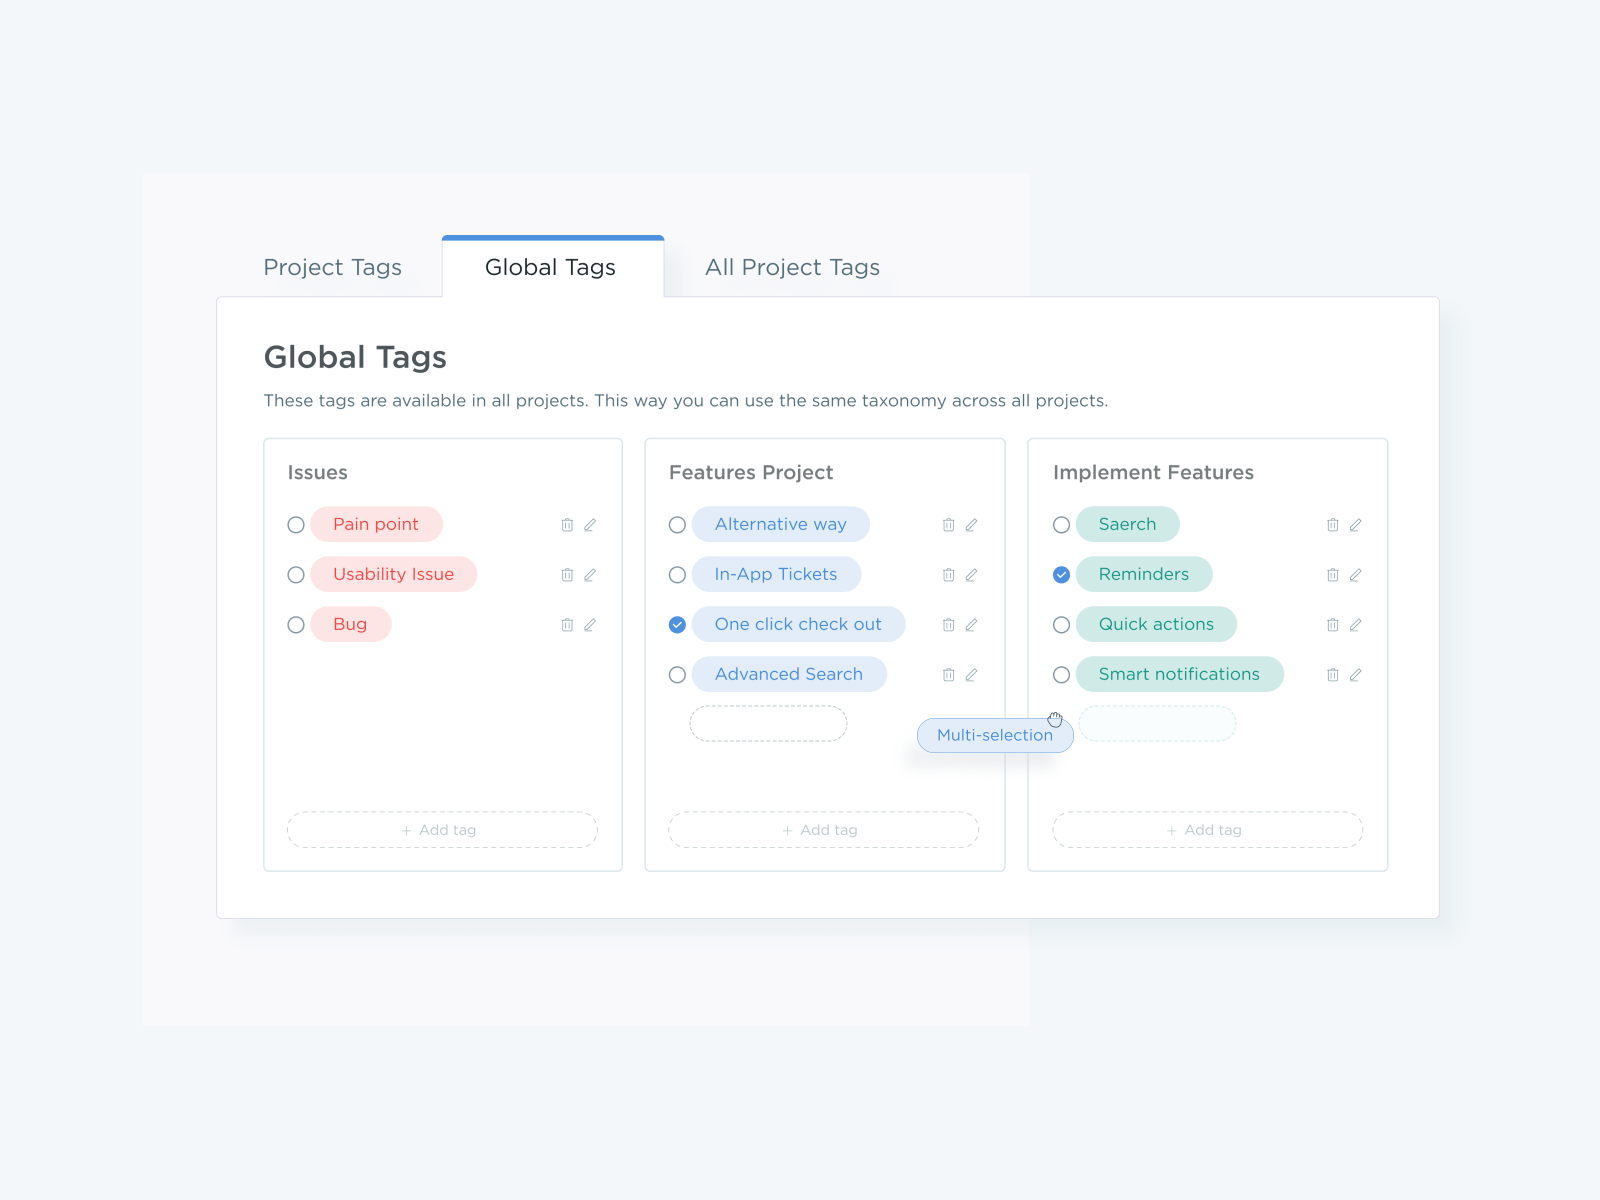 Project Tags
Global Tags
All Project Tags
Global Tags
These tags are available in all projects. This way you can use the same taxonomy across all projects.
Issues
Pain point
Usability Issue
Bug
+ Add tag
Features Project
Alternative way
In-App Tickets
One click check out
Advanced Search
Multi-selection
+ Add tag
Implement Features
Saerch
Reminders
Quick actions
Smart notifications
+ Add tag